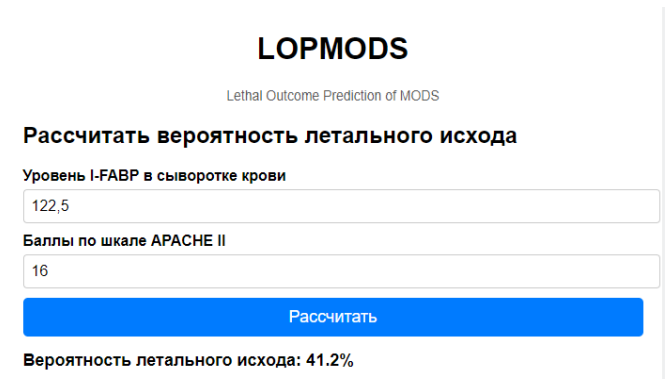 LOPMODS
Lethal Outcome Prediction of MODS
Рассчитать вероятность летального исхода
Уровень I-FABP в сыворотке крови
122,5
Баллы по шкале APACHE II
16
Рассчитать
Вероятность летального исхода: 41.2%